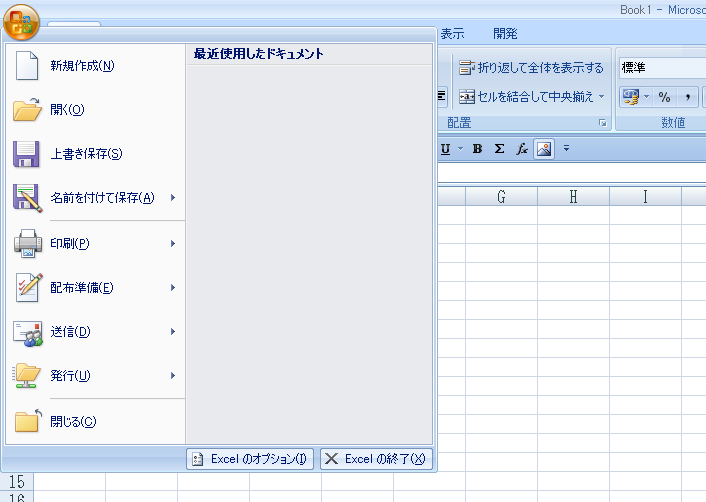 Book1 - Microso
表示 開発
新規作成(N)
開く(O)
上書き保存(S)
名前を付けて保存(A)
印刷(P)
配布準備(E)
送信(D)
発行(U)
閉じる(C)
最近使用したドキュメント
Excel のオプション(I)
Excel の終了(X)
折り返して全体を表示する
セルを結合して中央揃え
配置
標準
% ,
数値
U B Σ fx
G H I
15
16